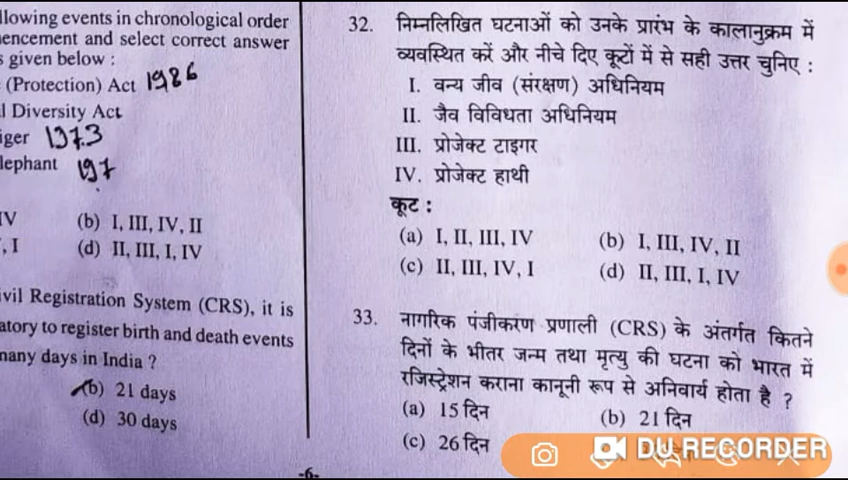 llowing events in chronological order
encement and select correct answer
s given below :
(Protection) Act 1986
l Diversity Act
iger 1973
lephant 197
IV (b) I, III, IV, II
, I (d) II, III, I, IV
ivil Registration System (CRS), it is
atory to register birth and death events
many days in India ?
(b) 21 days
(d) 30 days
32. निम्नलिखित घटनाओं को उनके प्रारंभ के कालानुक्रम में
व्यवस्थित करें और नीचे दिए कूटों में से सही उत्तर चुनिए :
I. वन्य जीव (संरक्षण) अधिनियम
II. जैव विविधता अधिनियम
III. प्रोजेक्ट टाइगर
IV. प्रोजेक्ट हाथी
कूट :
(a) I, II, III, IV (b) I, III, IV, II
(c) II, III, IV, I (d) II, III, I, IV
33. नागरिक पंजीकरण प्रणाली (CRS) के अंतर्गत कितने
दिनों के भीतर जन्म तथा मृत्यु की घटना को भारत में
रजिस्ट्रेशन कराना कानूनी रूप से अनिवार्य होता है ?
(a) 15 दिन (b) 21 दिन
(c) 26 दिन
-6-
DU RECORDER